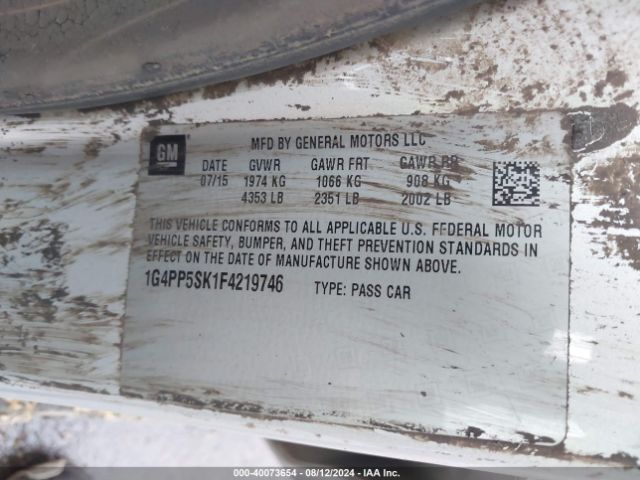 GM
MFD BY GENERAL MOTORS LLC
DATE GVWR GAWR FRT GAWR RR
07/15 1974 KG 1066 KG 908 KG
4353 LB 2351 LB 2002 LB
THIS VEHICLE CONFORMS TO ALL APPLICABLE U.S. FEDERAL MOTOR
VEHICLE SAFETY, BUMPER, AND THEFT PREVENTION STANDARDS IN
EFFECT ON THE DATE OF MANUFACTURE SHOWN ABOVE.
1G4PP5SK1F4219746 TYPE: PASS CAR
000-40073654 - 08/12/2024 - IAA Inc.